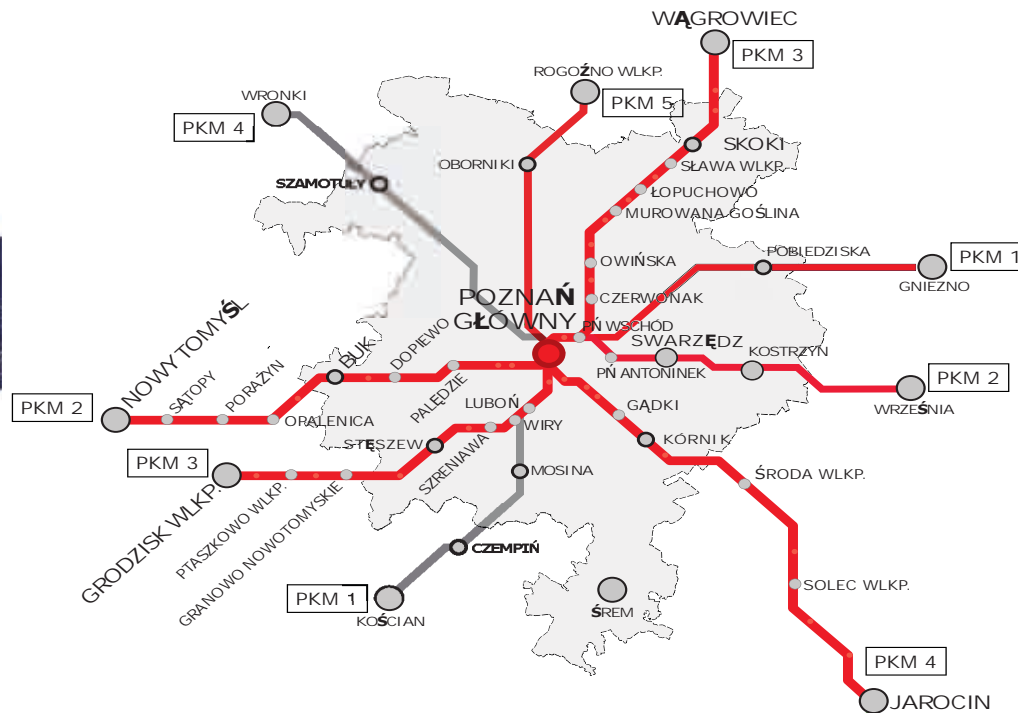 WĄGROWIEC
PKM 3
ROGOŹNO WLKP.
PKM 5
WRONKI
PKM 4
SKOKI
OBORNIKI
SŁAWA WLKP.
SZAMOTUŁY
ŁOPUCHOWO
MUROWANA GOŚLINA
POBIEDZISKA
PKM 1
OWIŃSKA
GNIEZNO
POZNAŃ
GŁOWNY
CZERWONAK
PŃ WSCHÓD
SWARZĘDZ
KOSTRZYN
PŃ ANTONINEK
PKM 2
WRZEŚNIA
NOWY TOMYŚL
BUK
DOPIEWO
PALĘDZIE
PKM 2
SĄTOPY
PORAŻYN
OPALENICA
LUBOŃ
WIRY
GĄDKI
STĘSZEW
SZRENIAWA
KÓRNIK
PKM 3
MOSINA
ŚRODA WLKP.
GRODZISK WLKP.
PTASZKOWO WLKP.
GRANOWO NOWOTOMYSKIE
CZEMPIŃ
PKM 1
KOŚCIAN
ŚREM
SOLEC WLKP.
PKM 4
JAROCIN